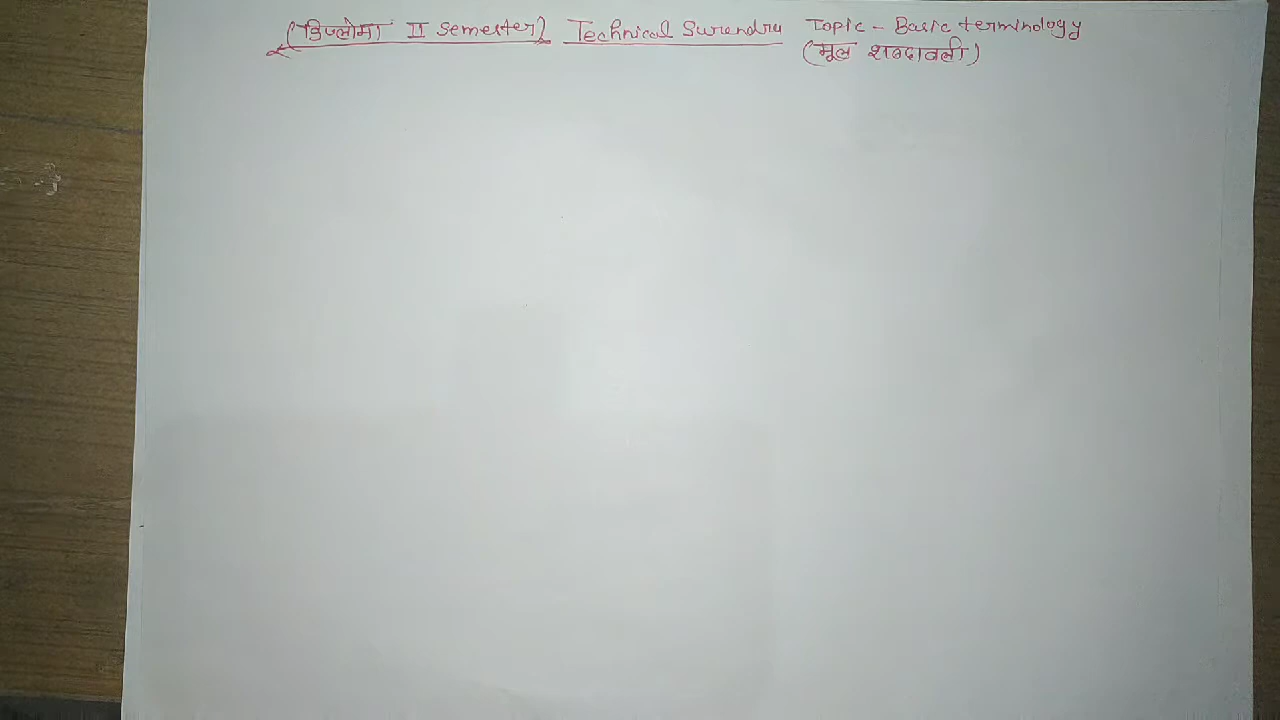 (डिप्लोमा II semester) Technical Surendra Topic - Basic terminology
(मूल शब्दावली)